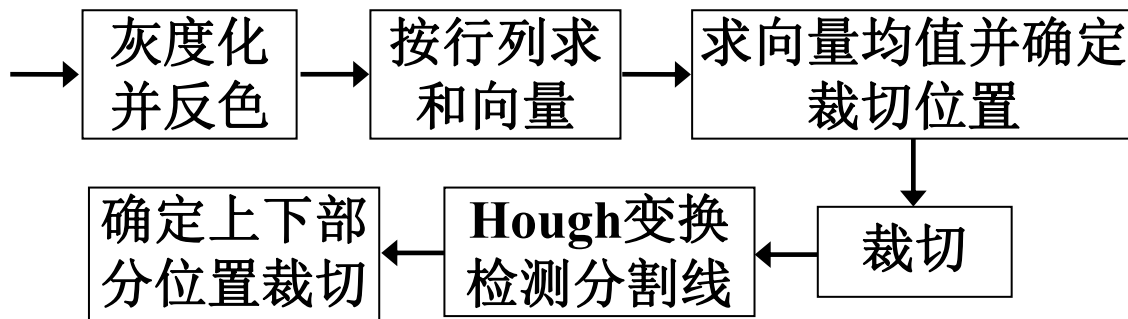 灰度化
并反色
按行列求
和向量
求向量均值并确定
裁切位置
裁切
Hough变换
检测分割线
确定上下部
分位置裁切